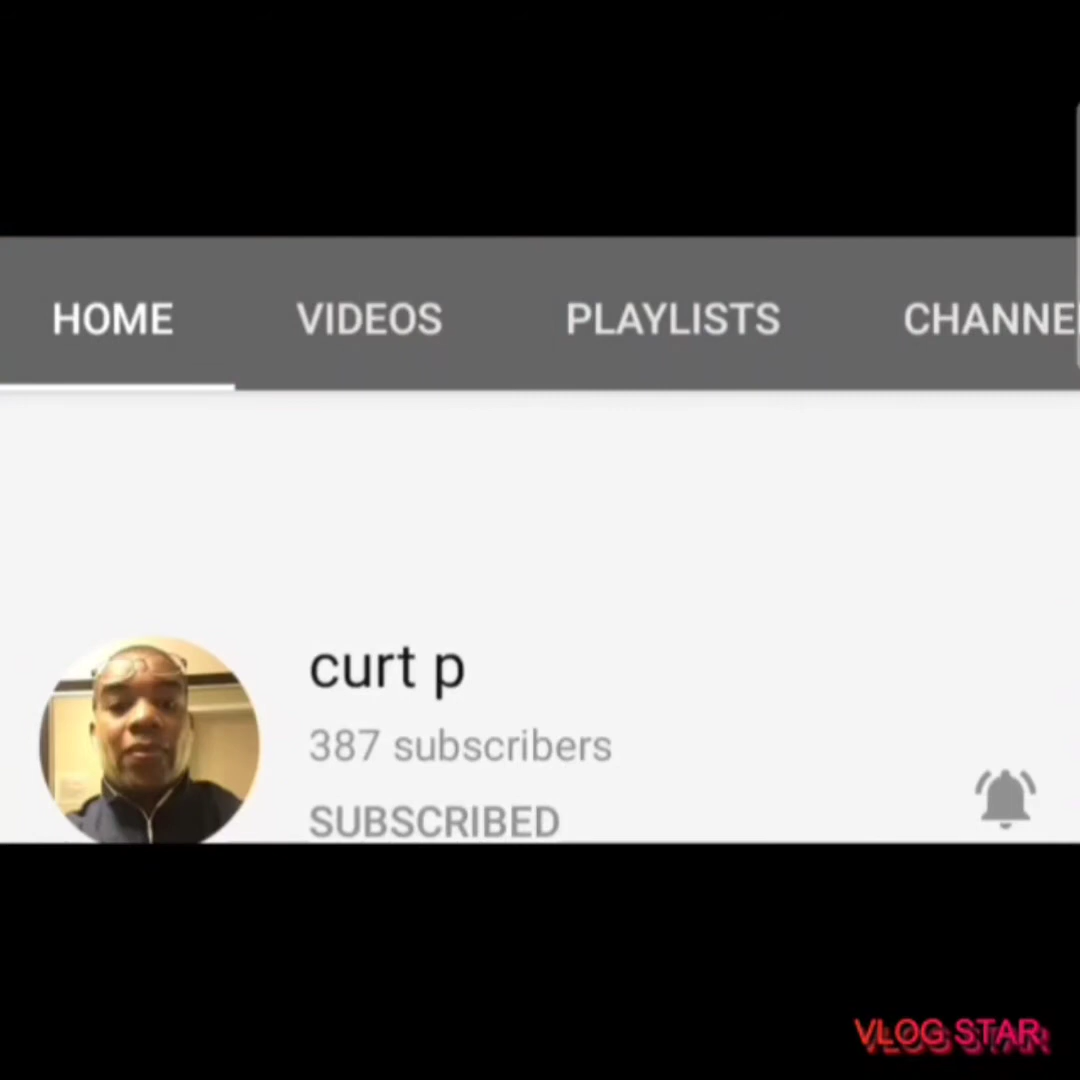 HOME VIDEOS PLAYLISTS CHANNE
curt p
387 subscribers
SUBSCRIBED
VLOG STAR